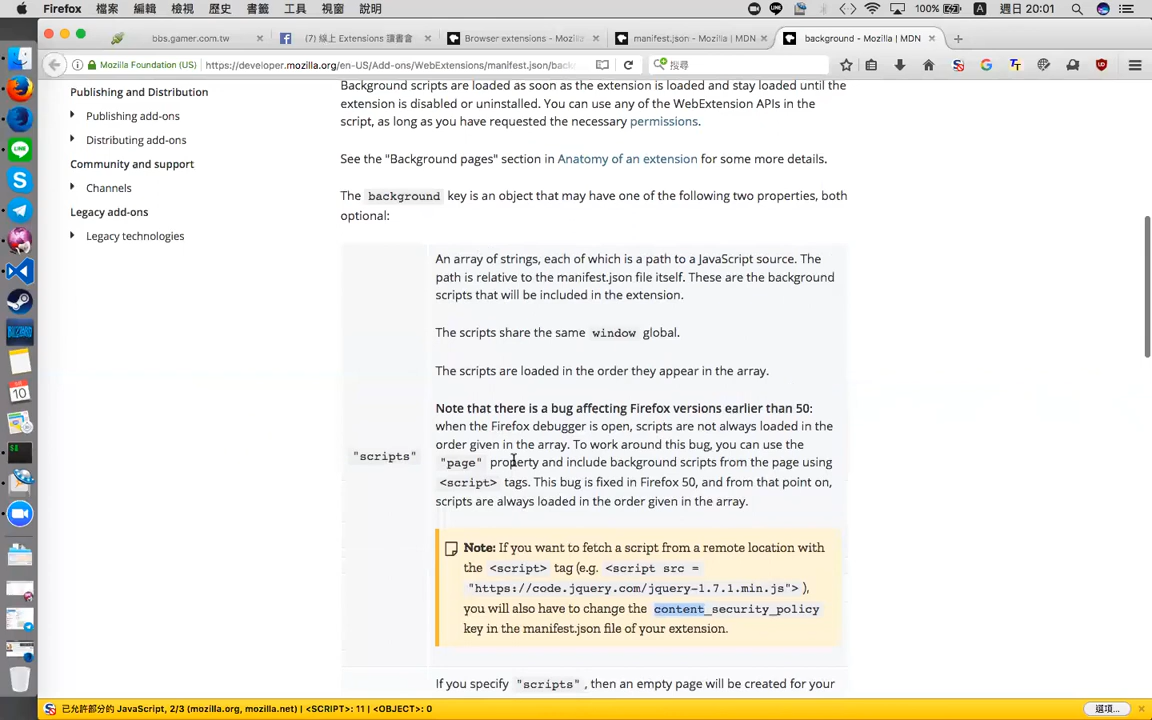 Firefox 檔案 編輯 檢視 歷史 書籤 工具 視窗 說明 100% 週日 20:01
bbs.gamer.com.tw × (7) 線上 Extensions 讀書會 × Browser extensions - Mozilla × manifest.json - Mozilla | MDN × background - Mozilla | MDN ×
Mozilla Foundation (US) https://developer.mozilla.org/en-US/Add-ons/WebExtensions/manifest.json/back 搜尋
Publishing and Distribution
Publishing add-ons
Distributing add-ons
Community and support
Channels
Legacy add-ons
Legacy technologies
Background scripts are loaded as soon as the extension is loaded and stay loaded until the
extension is disabled or uninstalled. You can use any of the WebExtension APIs in the
script, as long as you have requested the necessary permissions.
See the "Background pages" section in Anatomy of an extension for some more details.
The background key is an object that may have one of the following two properties, both
optional:
"scripts"
An array of strings, each of which is a path to a JavaScript source. The
path is relative to the manifest.json file itself. These are the background
scripts that will be included in the extension.
The scripts share the same window global.
The scripts are loaded in the order they appear in the array.
Note that there is a bug affecting Firefox versions earlier than 50:
when the Firefox debugger is open, scripts are not always loaded in the
order given in the array. To work around this bug, you can use the
"page" property and include background scripts from the page using
<script> tags. This bug is fixed in Firefox 50, and from that point on,
scripts are always loaded in the order given in the array.
Note: If you want to fetch a script from a remote location with
the <script> tag (e.g. <script src =
"https://code.jquery.com/jquery-1.7.1.min.js"> ),
you will also have to change the content_security_policy
key in the manifest.json file of your extension.
If you specify "scripts" , then an empty page will be created for your
已允許部分的 JavaScript, 2/3 (mozilla.org, mozilla.net) | <SCRIPT>: 11 | <OBJECT>: 0 選項... ×